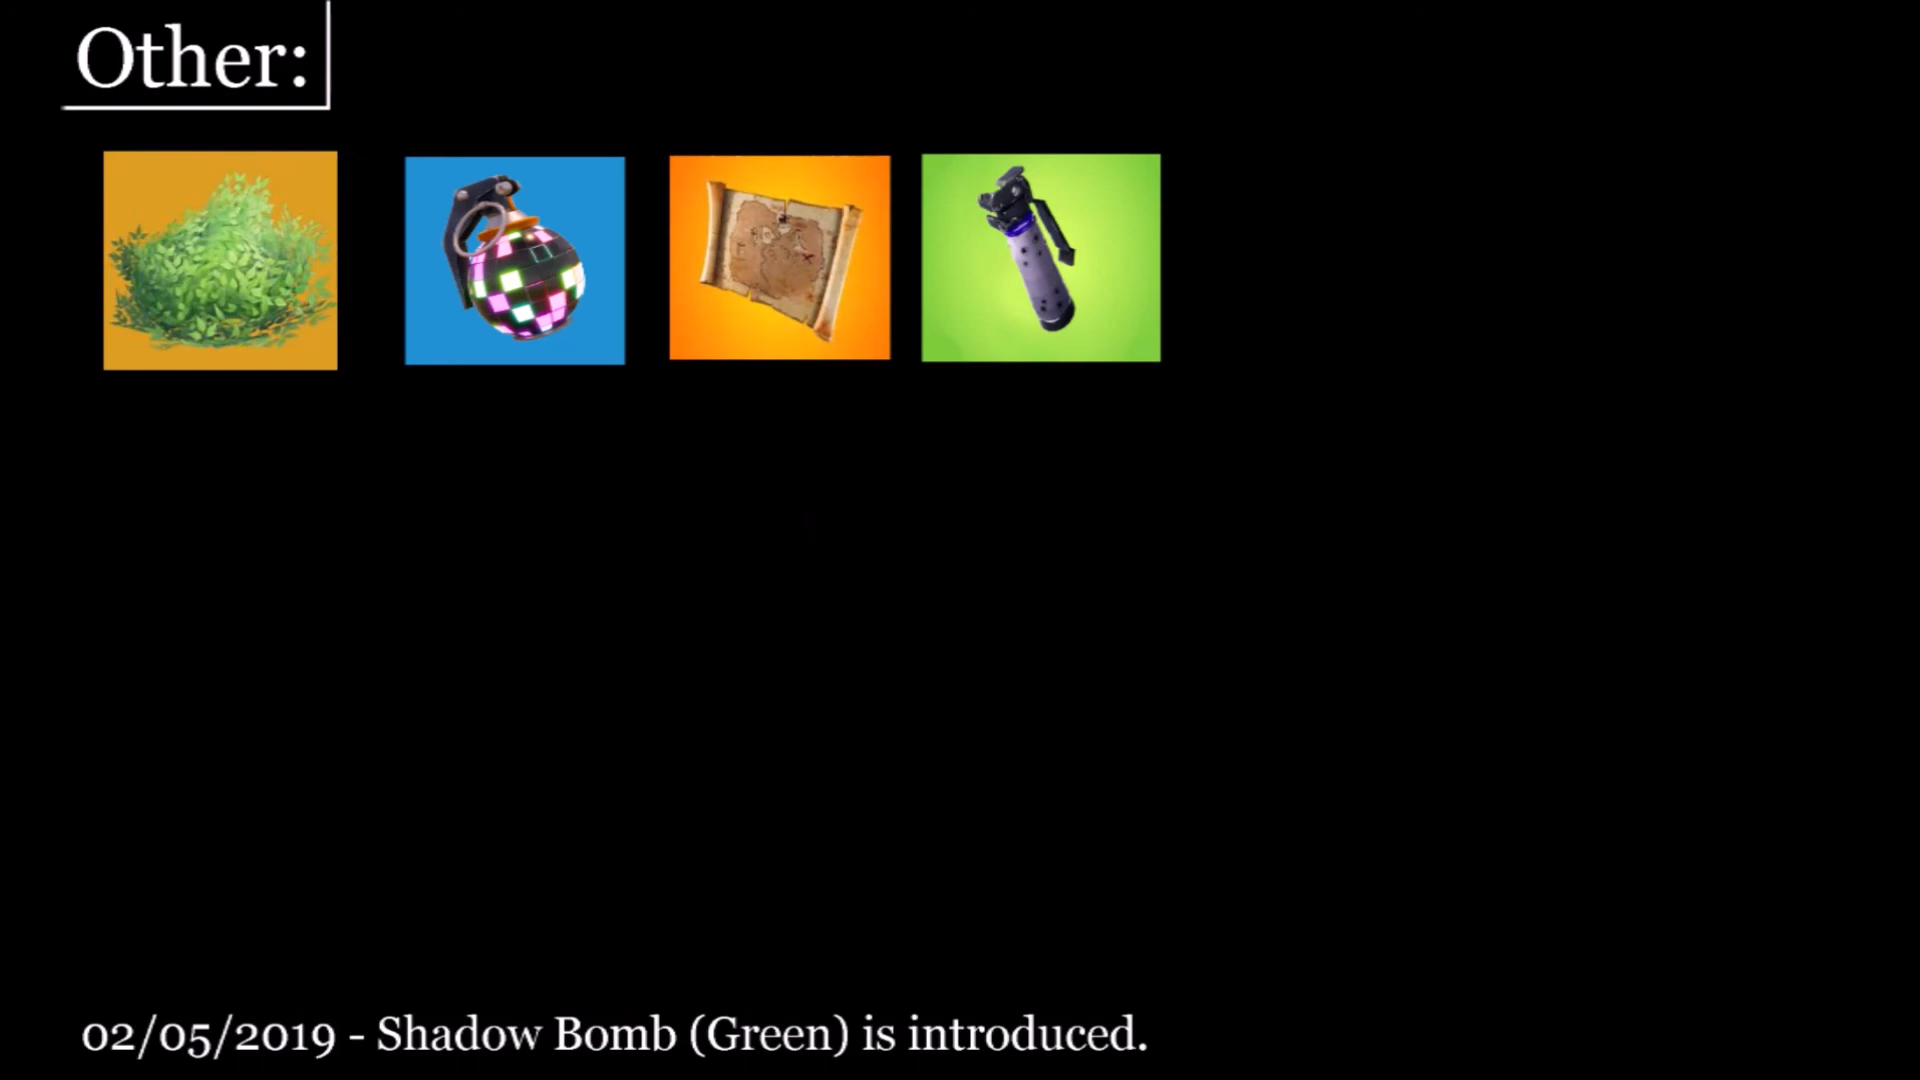 Other:
02/05/2019 - Shadow Bomb (Green) is introduced.